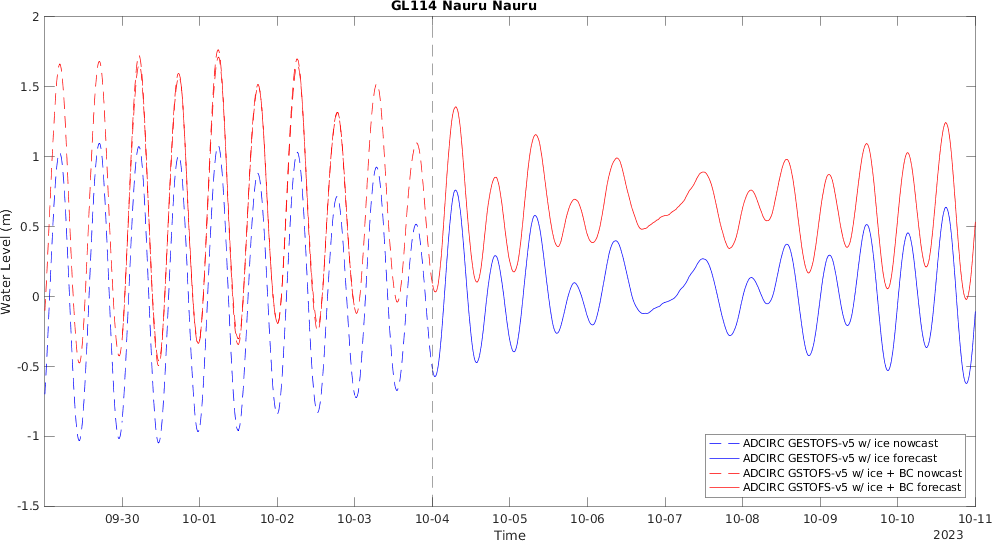 GL114 Nauru Nauru
2
1.5
1
0.5
0
-0.5
-1
-1.5
Water Level (m)
09-30 10-01 10-02 10-03 10-04 10-05 10-06 10-07 10-08 10-09 10-10 10-11
Time
2023
ADCIRC GESTOFS-v5 w/ ice nowcast
ADCIRC GESTOFS-v5 w/ ice forecast
ADCIRC GSTOFS-v5 w/ ice + BC nowcast
ADCIRC GSTOFS-v5 w/ ice + BC forecast